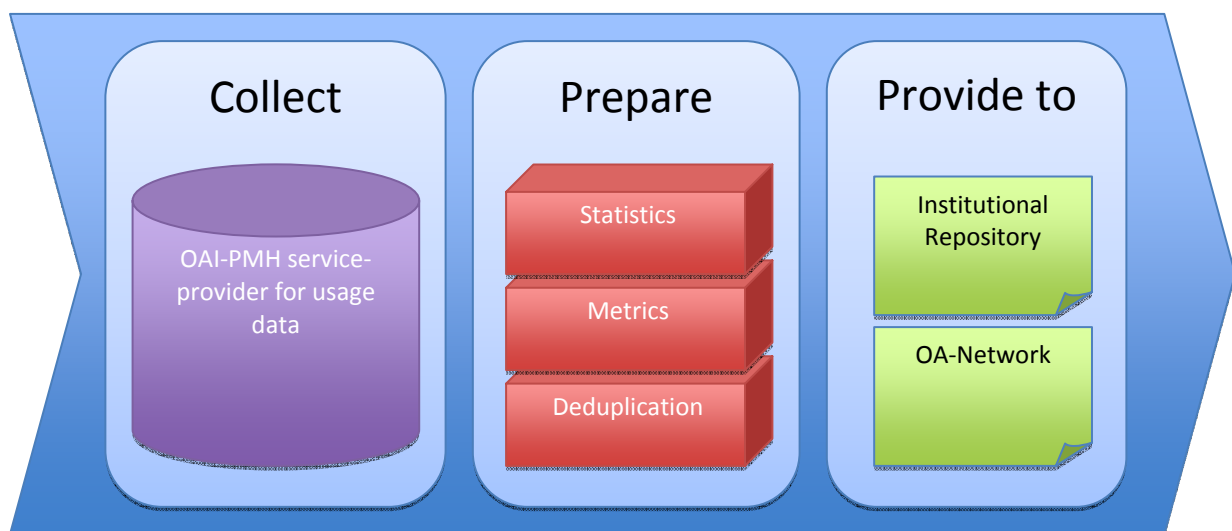 Collect
OAI-PMH service-
provider for usage
data
Prepare
Statistics
Metrics
Deduplication
Provide to
Institutional
Repository
OA-Network